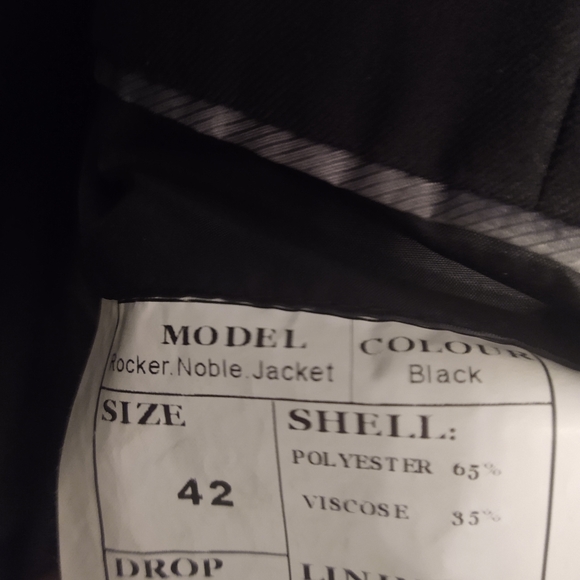 MODEL COLOUR
Rocker.Noble.Jacket Black
SIZE SHELL:
POLYESTER 65%
42 VISCOSE 35%
DROP